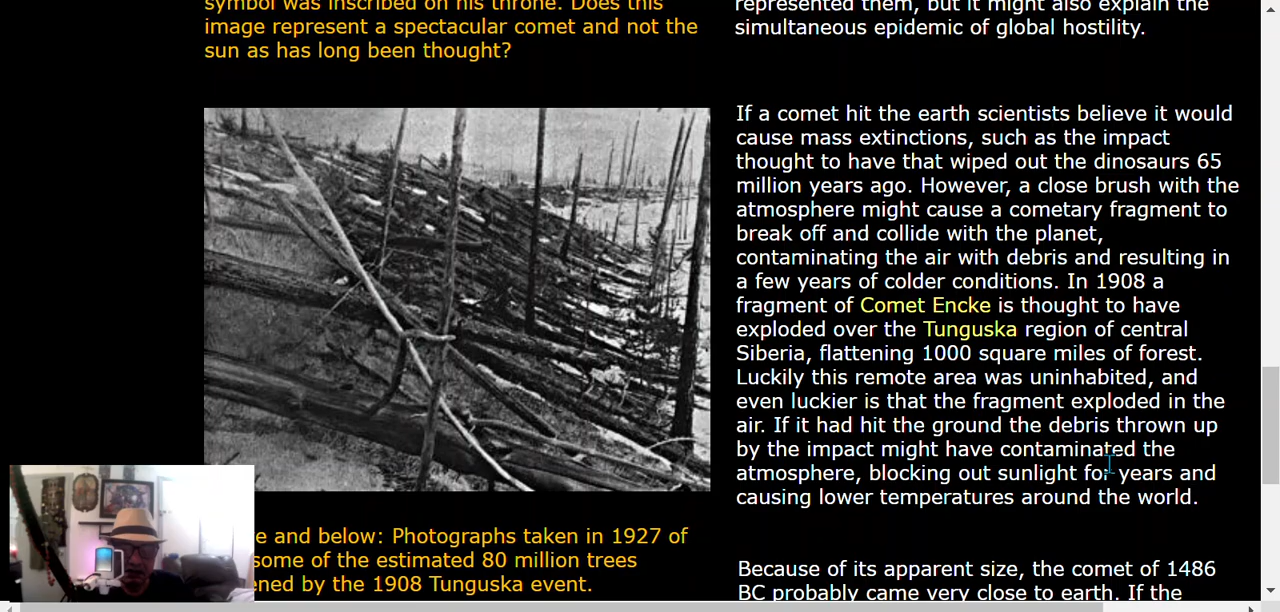 symbol was inscribed on his throne. Does this
image represent a spectacular comet and not the
sun as has long been thought?
e and below: Photographs taken in 1927 of
some of the estimated 80 million trees
ened by the 1908 Tunguska event.
represented them, but it might also explain the
simultaneous epidemic of global hostility.
If a comet hit the earth scientists believe it would
cause mass extinctions, such as the impact
thought to have that wiped out the dinosaurs 65
million years ago. However, a close brush with the
atmosphere might cause a cometary fragment to
break off and collide with the planet,
contaminating the air with debris and resulting in
a few years of colder conditions. In 1908 a
fragment of Comet Encke is thought to have
exploded over the Tunguska region of central
Siberia, flattening 1000 square miles of forest.
Luckily this remote area was uninhabited, and
even luckier is that the fragment exploded in the
air. If it had hit the ground the debris thrown up
by the impact might have contaminated the
atmosphere, blocking out sunlight for years and
causing lower temperatures around the world.
Because of its apparent size, the comet of 1486
BC probably came very close to earth. If the